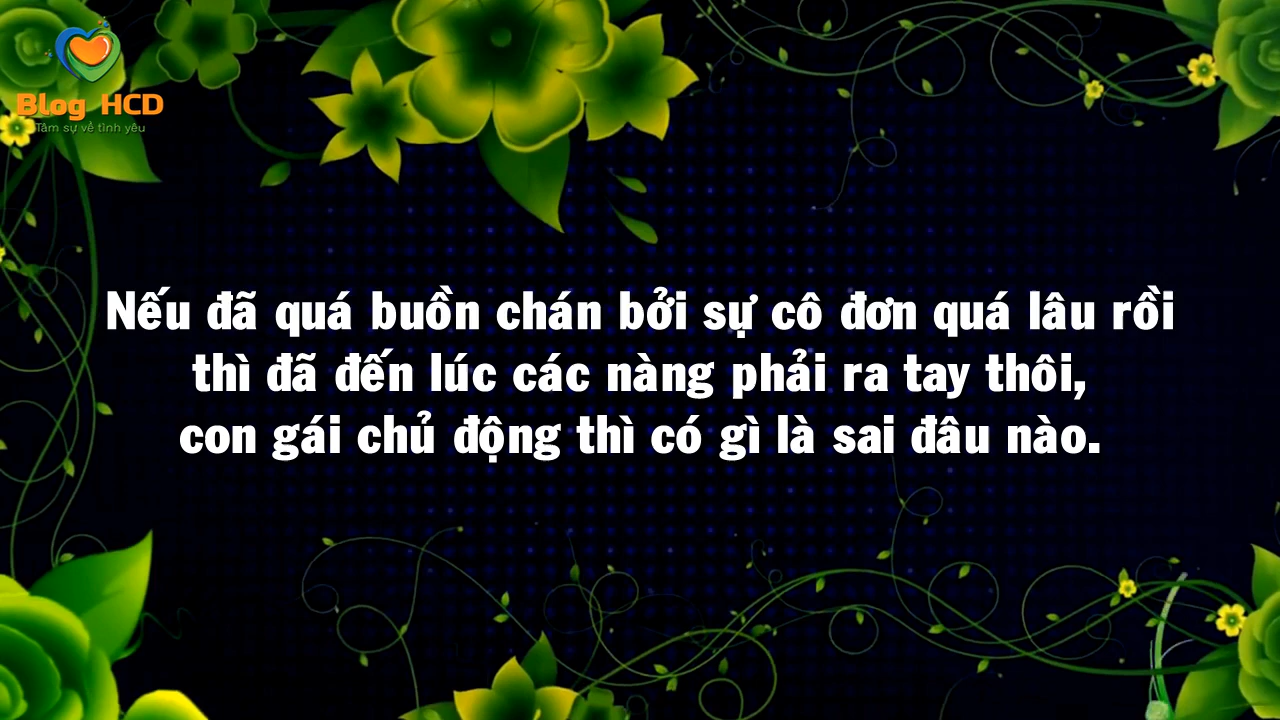 Blog HCD
Tâm sự về tình yêu
Nếu đã quá buồn chán bởi sự cô đơn quá lâu rồi
thì đã đến lúc các nàng phải ra tay thôi,
con gái chủ động thì có gì là sai đâu nào.